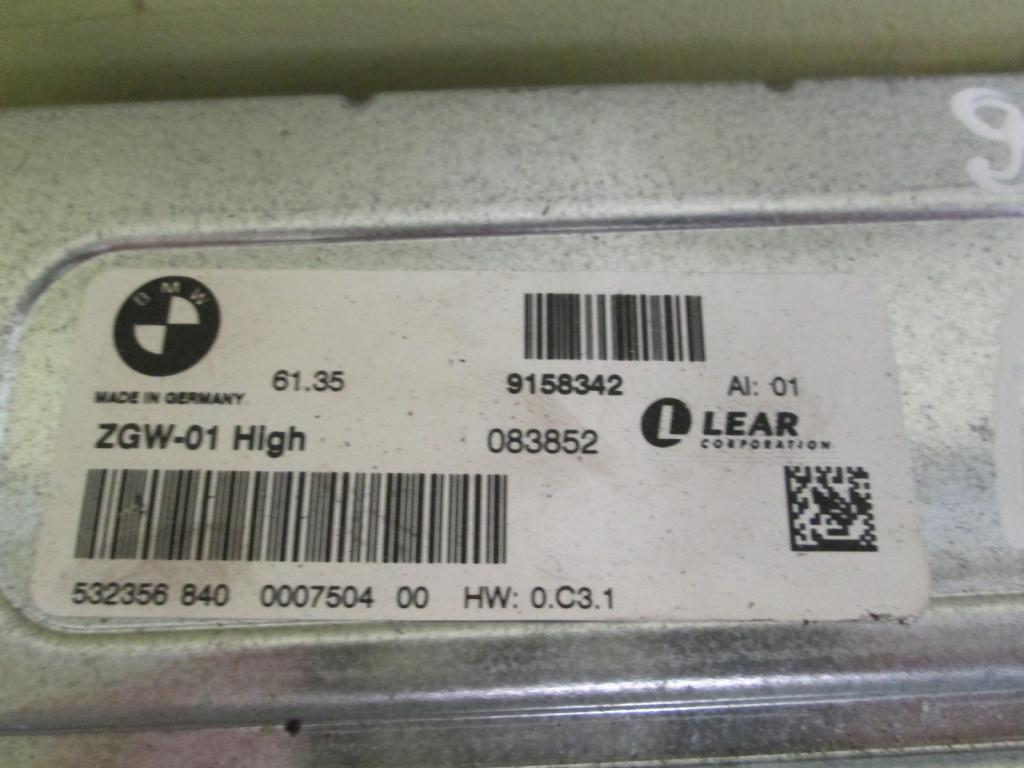 BMW
MADE IN GERMANY
61.35
9158342
AI: 01
ZGW-01 High
083852
L LEAR
CORPORATION
532356 840 0007504 00 HW: 0.C3.1
9